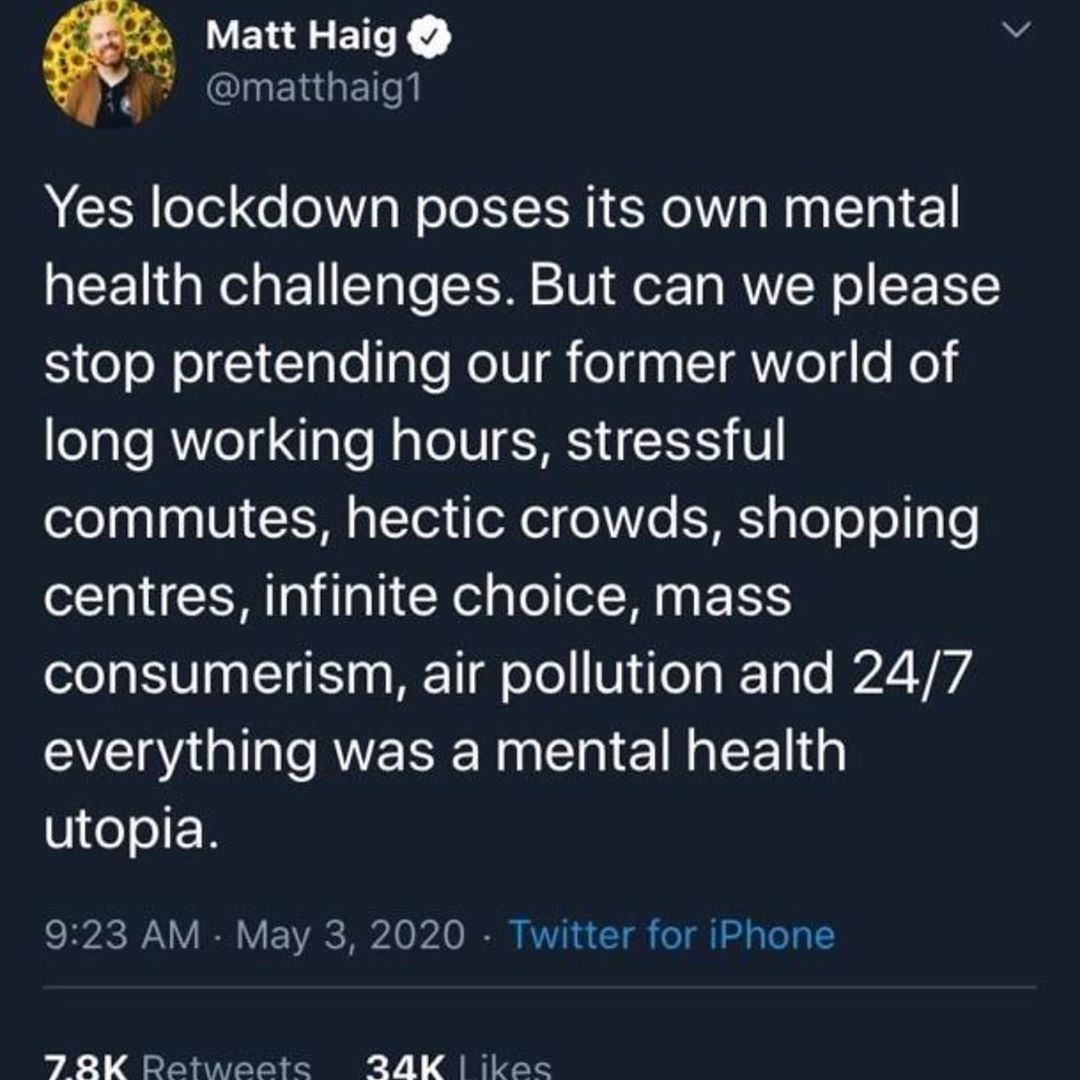 Matt Haig
@matthaig1
Yes lockdown poses its own mental
health challenges. But can we please
stop pretending our former world of
long working hours, stressful
commutes, hectic crowds, shopping
centres, infinite choice, mass
consumerism, air pollution and 24/7
everything was a mental health
utopia.
9:23 AM · May 3, 2020 · Twitter for iPhone
7.8K Retweets 34K Likes